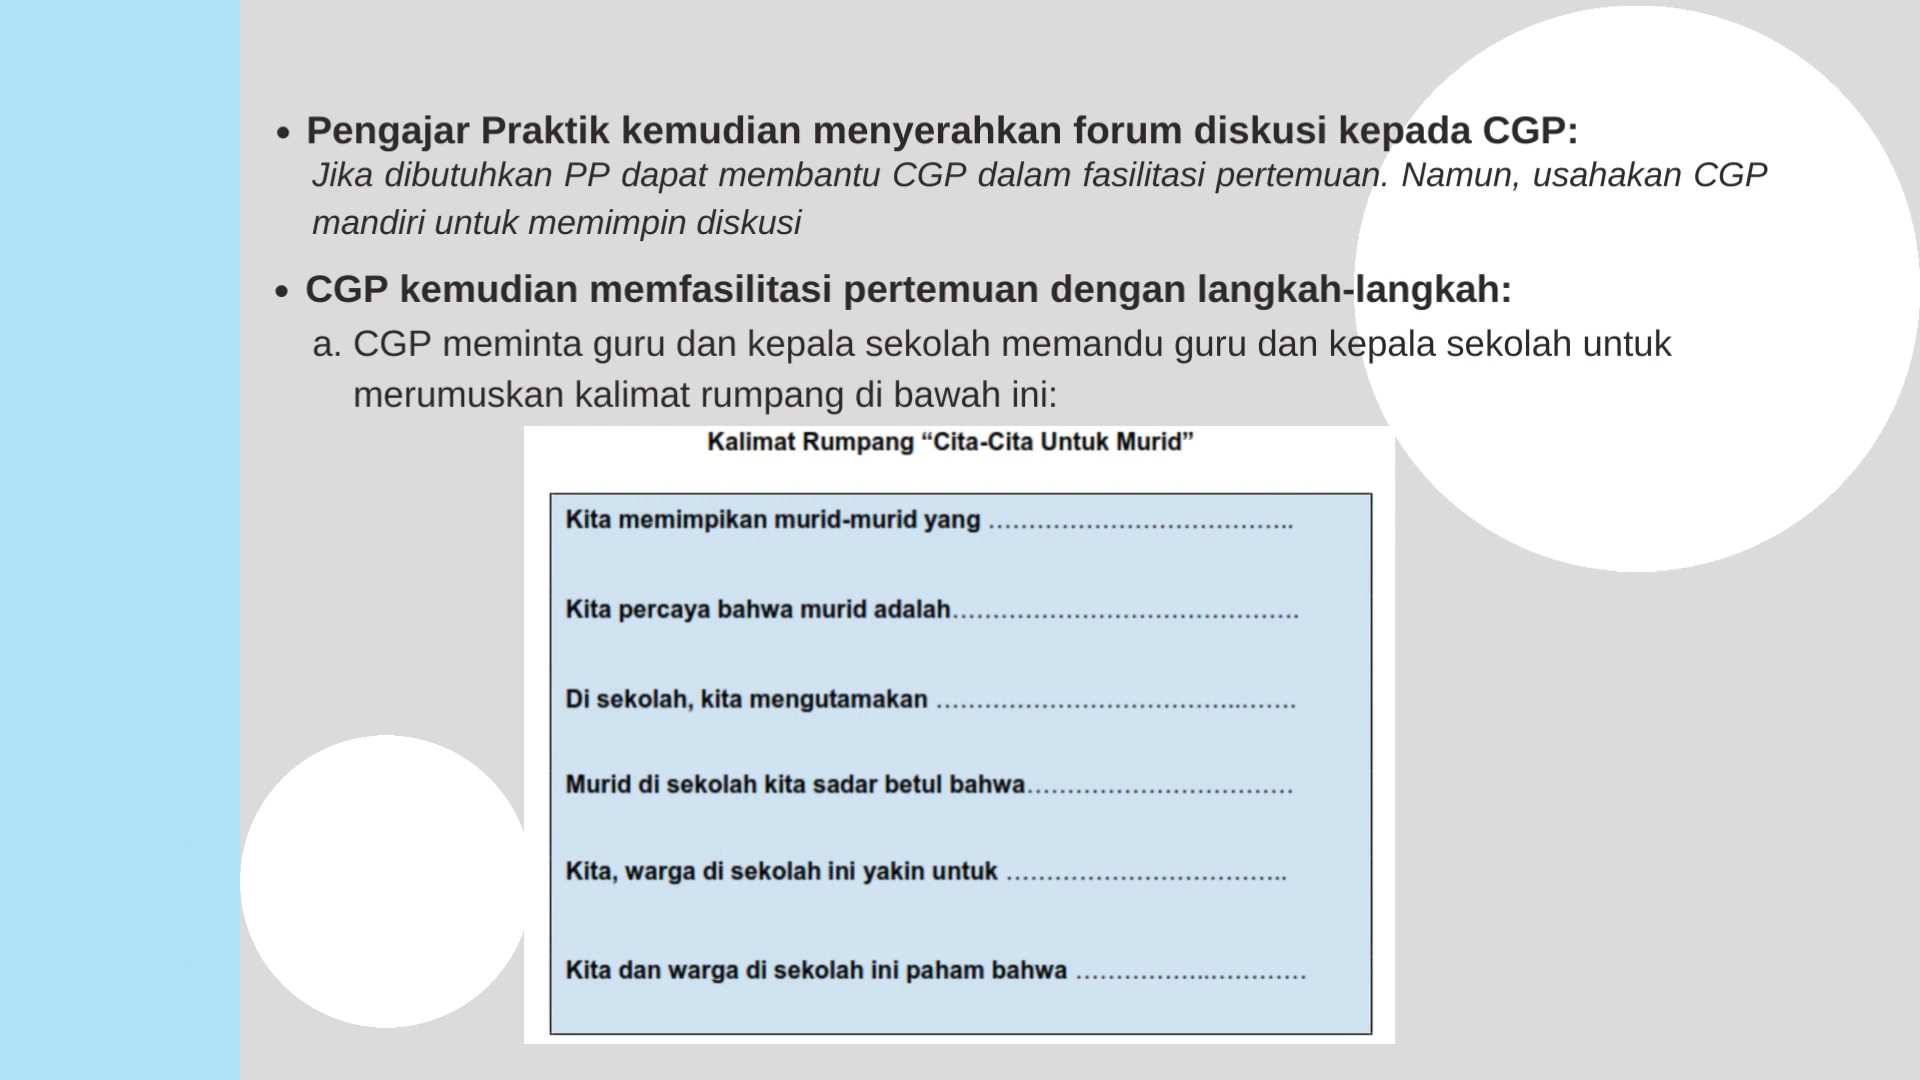 • Pengajar Praktik kemudian menyerahkan forum diskusi kepada CGP:
Jika dibutuhkan PP dapat membantu CGP dalam fasilitasi pertemuan. Namun, usahakan CGP
mandiri untuk memimpin diskusi
• CGP kemudian memfasilitasi pertemuan dengan langkah-langkah:
a. CGP meminta guru dan kepala sekolah memandu guru dan kepala sekolah untuk
merumuskan kalimat rumpang di bawah ini:
Kalimat Rumpang “Cita-Cita Untuk Murid”
Kita memimpikan murid-murid yang ………………………………..
Kita percaya bahwa murid adalah…………………………………….
Di sekolah, kita mengutamakan ………………………………..…….
Murid di sekolah kita sadar betul bahwa……………………………
Kita, warga di sekolah ini yakin untuk ……………………………..
Kita dan warga di sekolah ini paham bahwa ……………..…………